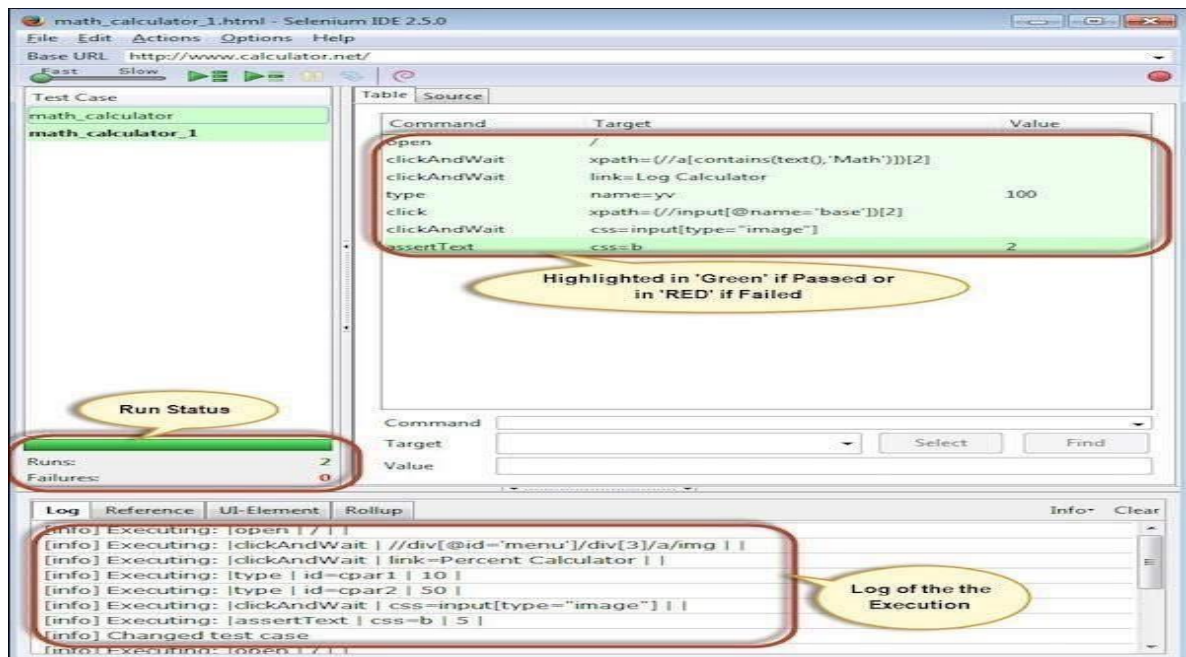 math_calculator_1.html - Selenium IDE 2.5.0
File Edit Actions Options Help
Base URL http://www.calculator.net/
Fast Slow
Test Case
math_calculator
math_calculator_1
Table Source
Command Target Value
open /
clickAndWait xpath=(//a[contains(text(),'Math')])[2]
clickAndWait link=Log Calculator
type name=yv 100
click xpath=(//input[@name='base'])[2]
clickAndWait css=input[type="image"]
assertText css=b 2
Highlighted in 'Green' if Passed or
in 'RED' if Failed
Run Status
Runs: 2
Failures: 0
Command
Target Select Find
Value
Log Reference UI-Element Rollup Info Clear
[info] Executing: |open | / | |
[info] Executing: |clickAndWait | //div[@id='menu']/div[3]/a/img | |
[info] Executing: |clickAndWait | link=Percent Calculator | |
[info] Executing: |type | id=cpar1 | 10 |
[info] Executing: |type | id=cpar2 | 50 |
[info] Executing: |clickAndWait | css=input[type="image"] | |
[info] Executing: |assertText | css=b | 5 |
[info] Changed test case
[info] Executing: |open | / | |
Log of the the
Execution